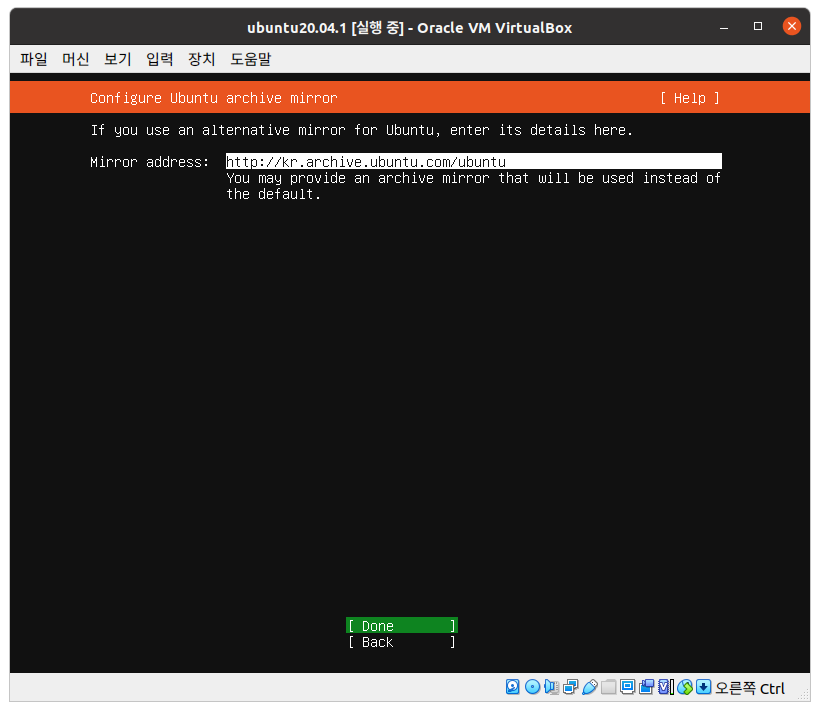 ubuntu20.04.1 [실행 중] - Oracle VM VirtualBox
파일 머신 보기 입력 장치 도움말
Configure Ubuntu archive mirror [ Help ]
If you use an alternative mirror for Ubuntu, enter its details here.
Mirror address: http://kr.archive.ubuntu.com/ubuntu
You may provide an archive mirror that will be used instead of
the default.
[ Done ]
[ Back ]
오른쪽 Ctrl